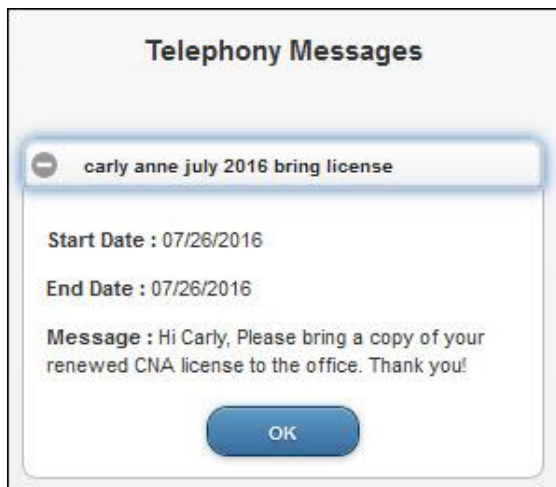 Telephony Messages
carly anne july 2016 bring license
Start Date : 07/26/2016
End Date : 07/26/2016
Message : Hi Carly, Please bring a copy of your
renewed CNA license to the office. Thank you!
OK